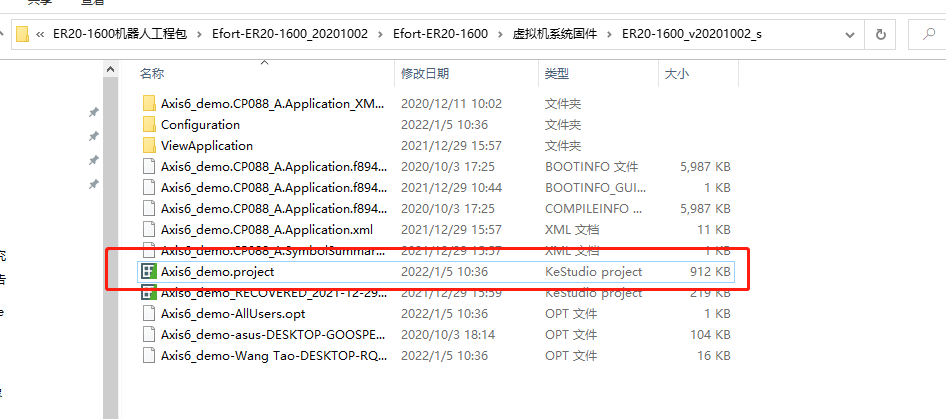 共享 查看
« ER20-1600机器人工程包 › Efort-ER20-1600_20201002 › Efort-ER20-1600 › 虚拟机系统固件 › ER20-1600_v20201002_s
名称 修改日期 类型 大小
Axis6_demo.CP088_A.Application_XM... 2020/12/11 10:02 文件夹
Configuration 2022/1/5 10:36 文件夹
ViewApplication 2021/12/29 15:57 文件夹
Axis6_demo.CP088_A.Application.f894... 2020/10/3 17:25 BOOTINFO 文件 5,987 KB
Axis6_demo.CP088_A.Application.f894... 2021/12/29 10:44 BOOTINFO_GUI... 1 KB
Axis6_demo.CP088_A.Application.f894... 2020/10/3 17:25 COMPILEINFO ... 5,987 KB
Axis6_demo.CP088_A.Application.xml 2021/12/29 15:57 XML 文档 11 KB
Axis6_demo.CP088_A.SymbolSummar... 2021/12/29 15:57 XML 文档 1 KB
Axis6_demo.project 2022/1/5 10:36 KeStudio project 912 KB
Axis6_demo_RECOVERED_2021-12-29... 2021/12/29 15:59 KeStudio project 219 KB
Axis6_demo-AllUsers.opt 2022/1/5 10:36 OPT 文件 1 KB
Axis6_demo-asus-DESKTOP-GOOSPE... 2020/10/3 18:14 OPT 文件 104 KB
Axis6_demo-Wang Tao-DESKTOP-RQ... 2022/1/5 10:36 OPT 文件 16 KB